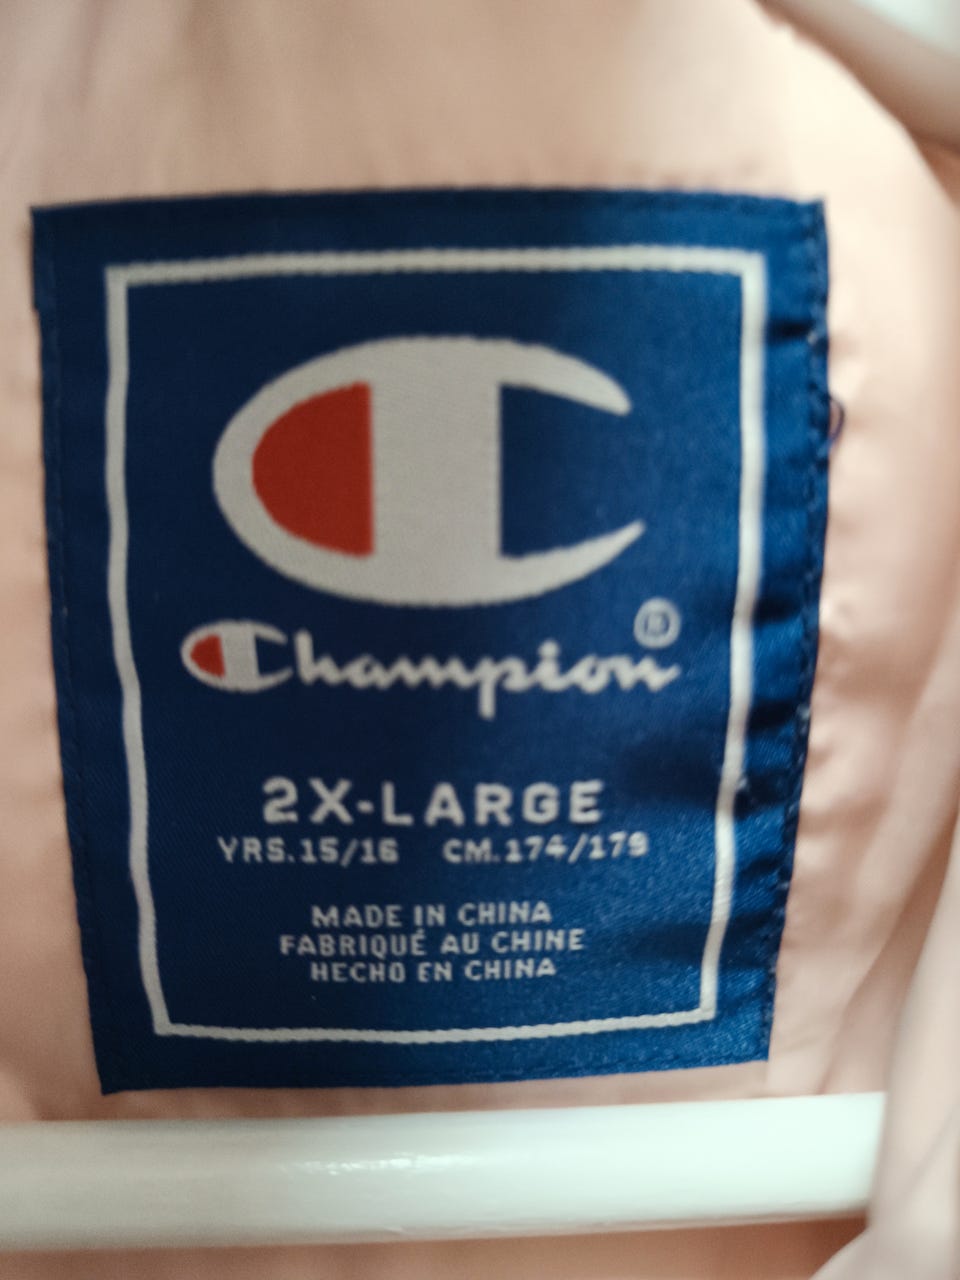 Champion®
2X-LARGE
YRS.15/16 CM.174/179
MADE IN CHINA
FABRIQUÉ AU CHINE
HECHO EN CHINA